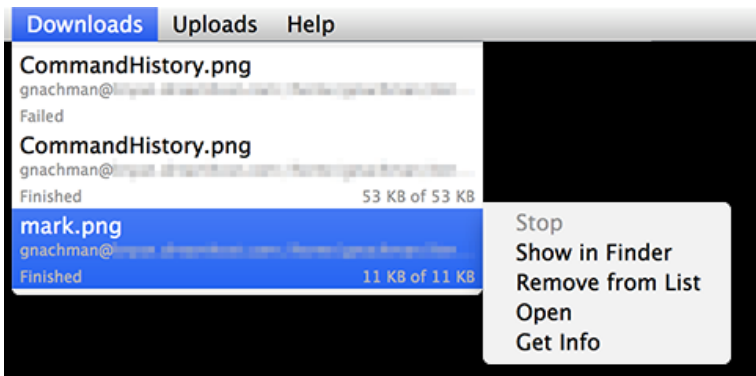 Downloads Uploads Help
CommandHistory.png
gnachman@
Failed
CommandHistory.png
gnachman@
Finished 53 KB of 53 KB
mark.png
gnachman@
Finished 11 KB of 11 KB
Stop
Show in Finder
Remove from List
Open
Get Info